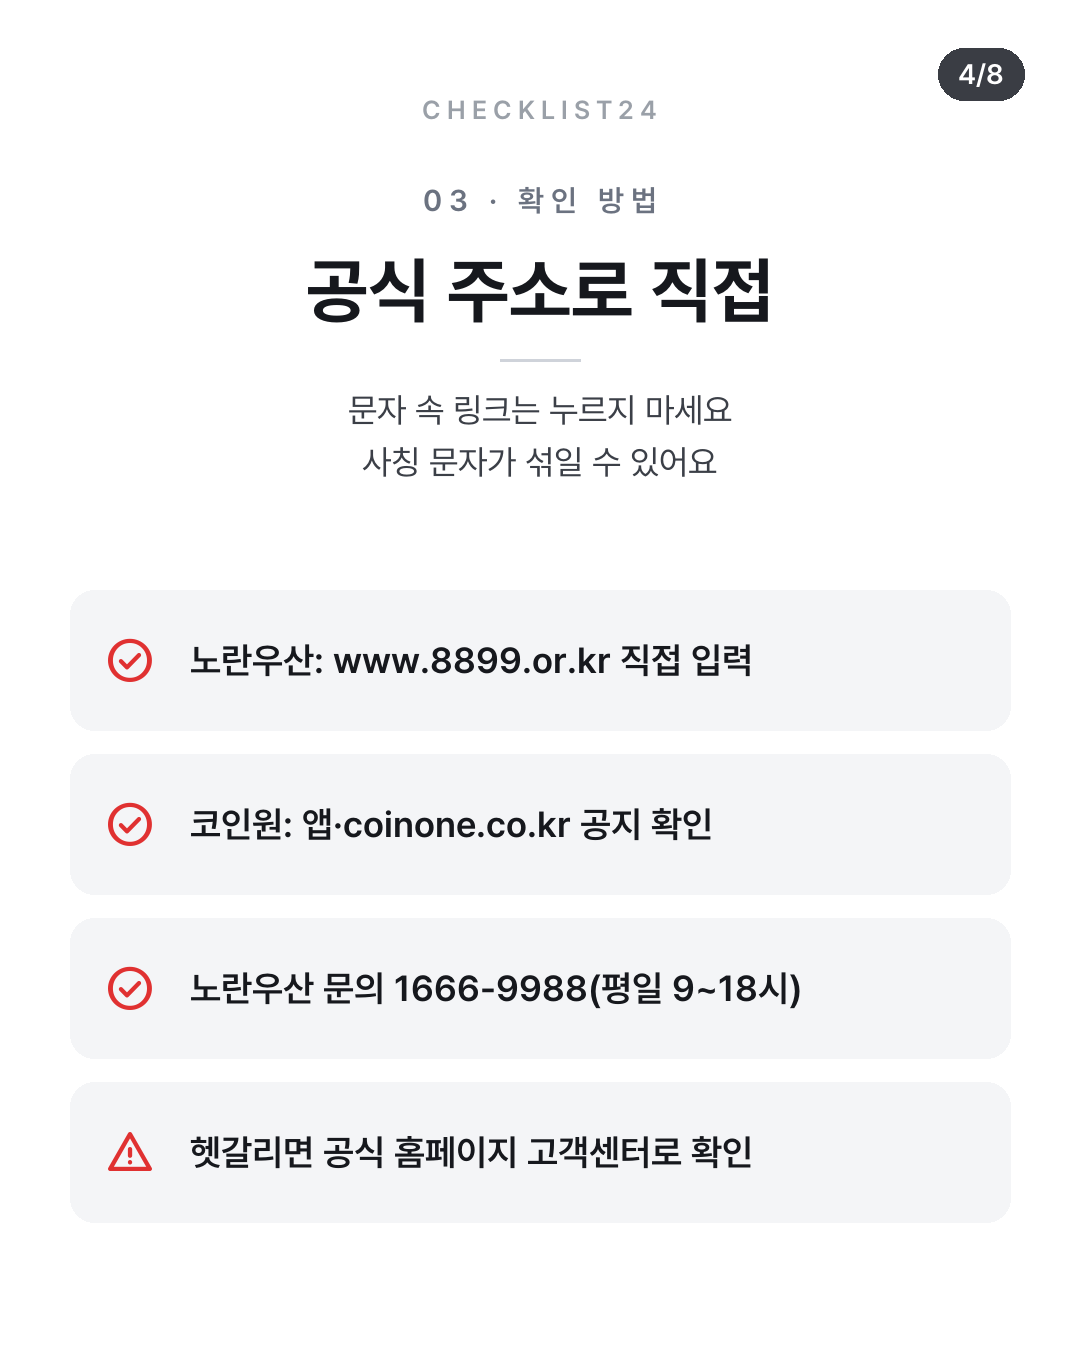 4/8
CHECKLIST24
03 · 확인 방법
공식 주소로 직접
문자 속 링크는 누르지 마세요
사칭 문자가 섞일 수 있어요
노란우산: www.8899.or.kr 직접 입력
코인원: 앱·coinone.co.kr 공지 확인
노란우산 문의 1666-9988(평일 9~18시)
헷갈리면 공식 홈페이지 고객센터로 확인